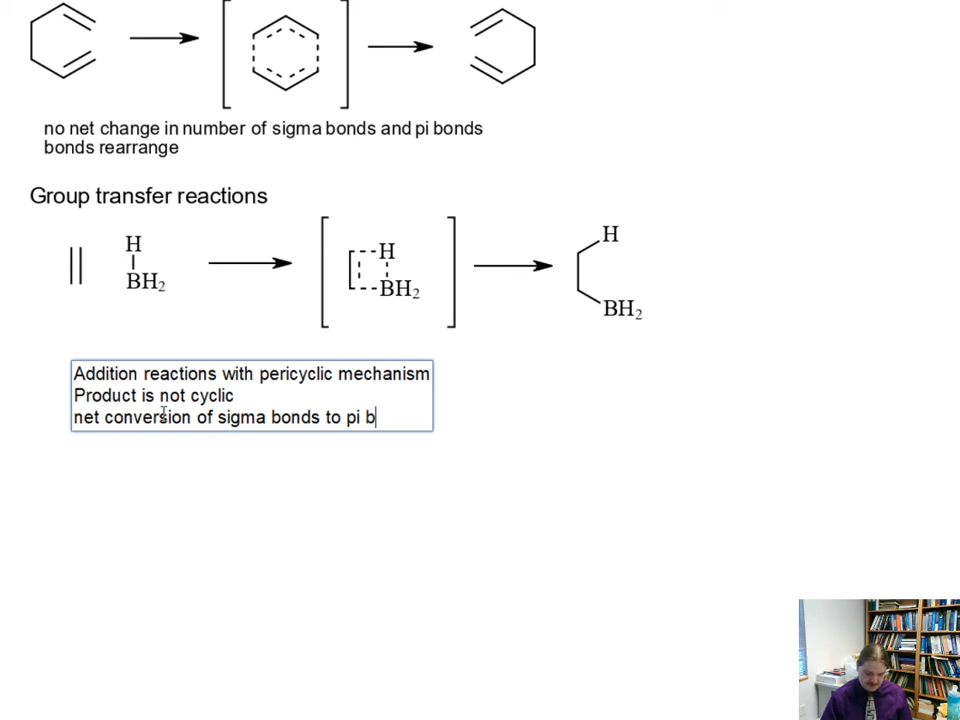 no net change in number of sigma bonds and pi bonds
bonds rearrange
Group transfer reactions
H
BH₂
H
BH₂
H
BH₂
Addition reactions with pericyclic mechanism
Product is not cyclic
net conversion of sigma bonds to pi b